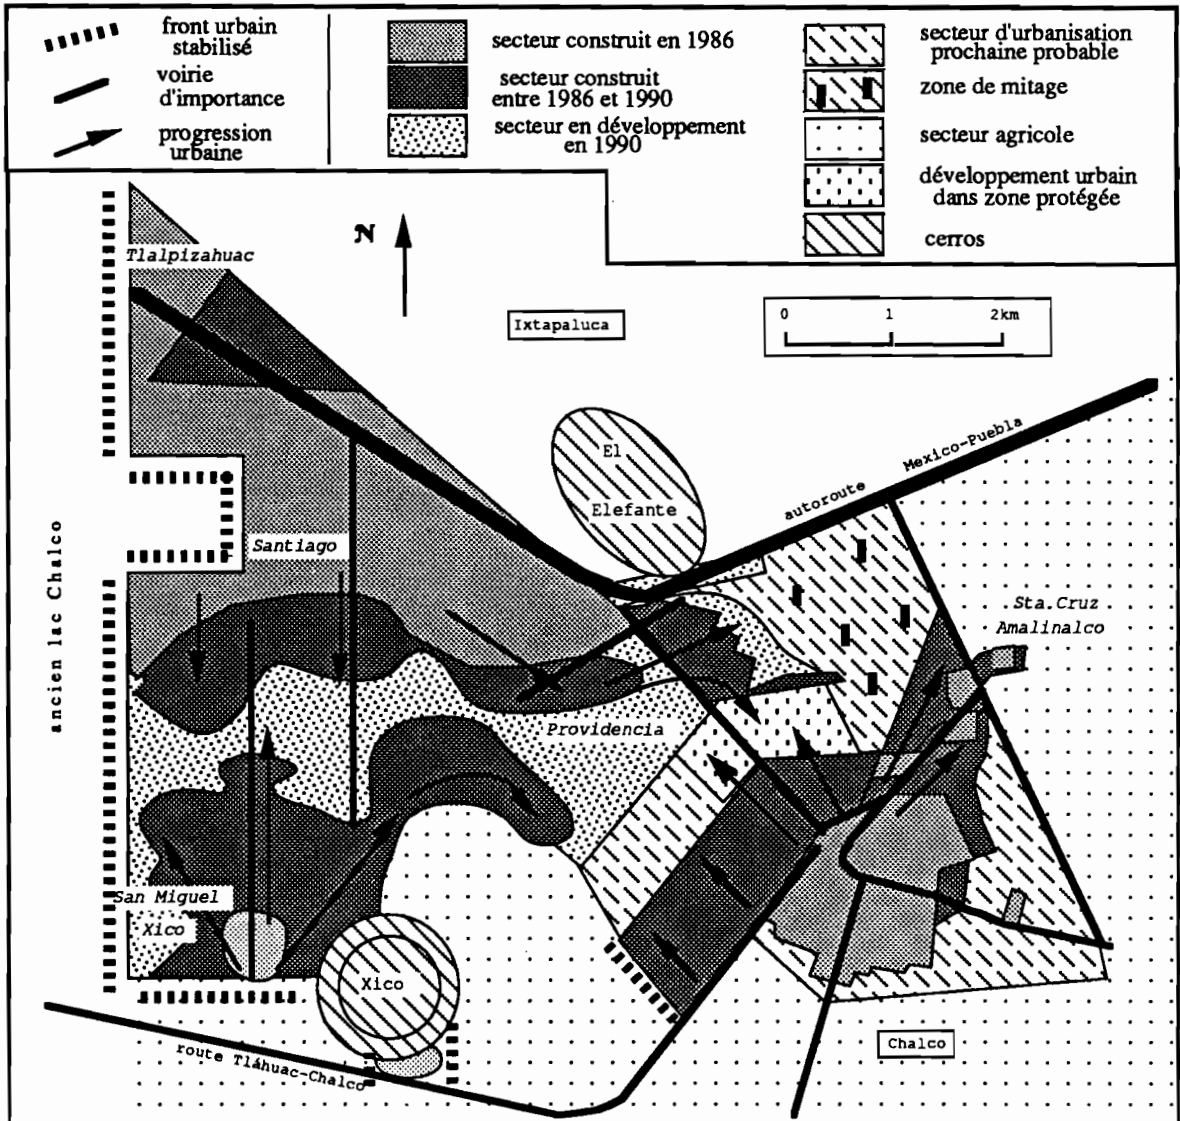 front urbain
stabilisé
voirie
d'importance
progression
urbaine
secteur construit en 1986
secteur construit
entre 1986 et 1990
secteur en développement
en 1990
secteur d'urbanisation
prochaine probable
zone de mitage
secteur agricole
développement urbain
dans zone protégée
cerros
N
Tlalpizahuac
Ixtapaluca
0 1 2km
El
Elefante
autoroute Mexico-Puebla
ancien lac Chalco
Santiago
Sta.Cruz
Amalinalco
Providencia
San Miguel
Xico
Xico
route Tláhuac-Chalco
Chalco